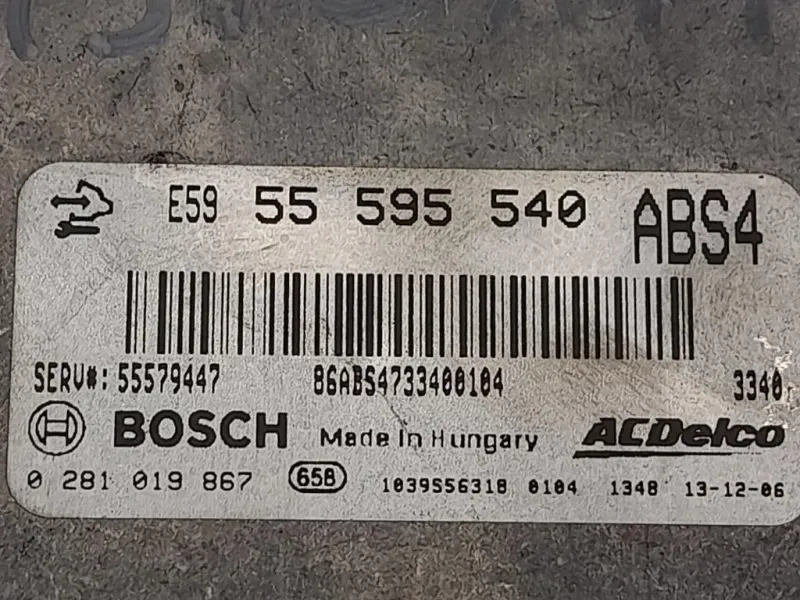 E59 55 595 540 ABS4
SERV#: 55579447 86ABS4733400104 3340
BOSCH Made in Hungary ACDelco
0 281 019 867 658 1039S56318 0104 1348 13-12-06